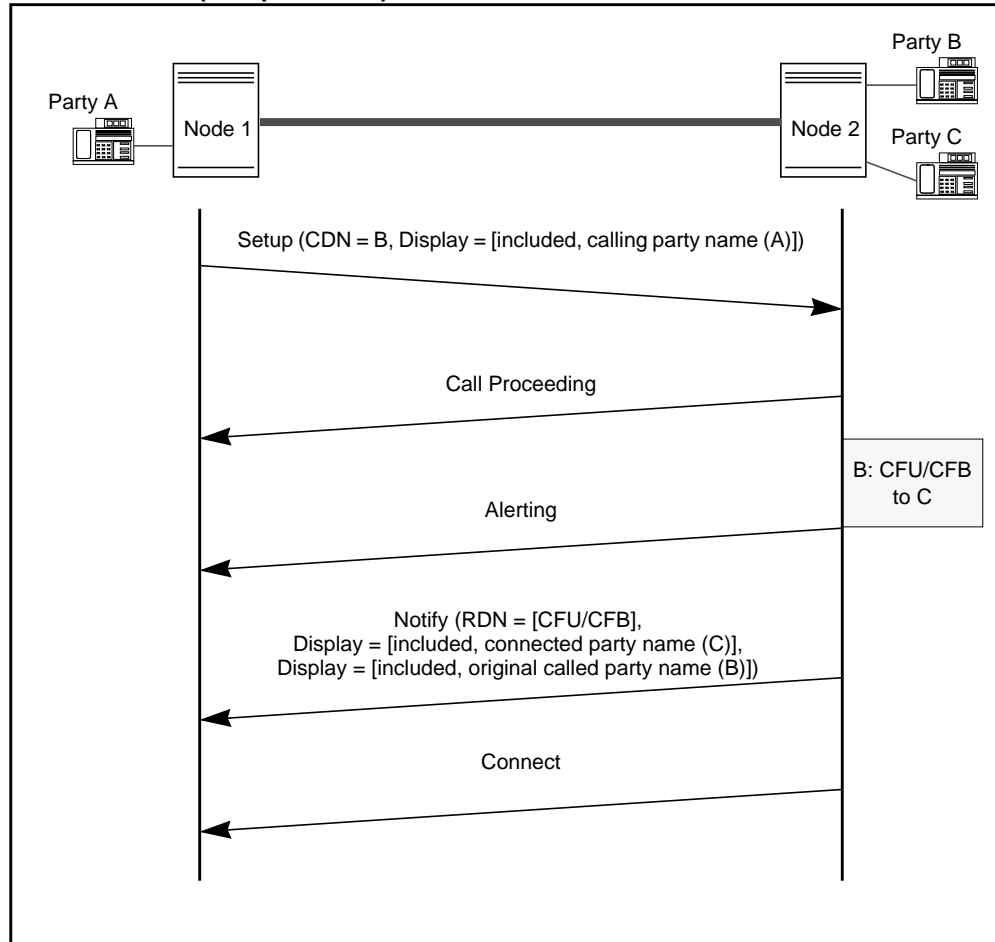 Party B
Party A
Node 1
Node 2
Party C
Setup (CDN = B, Display = [included, calling party name (A)])
Call Proceeding
B: CFU/CFB
to C
Alerting
Notify (RDN = [CFU/CFB],
Display = [included, connected party name (C)],
Display = [included, original called party name (B)])
Connect